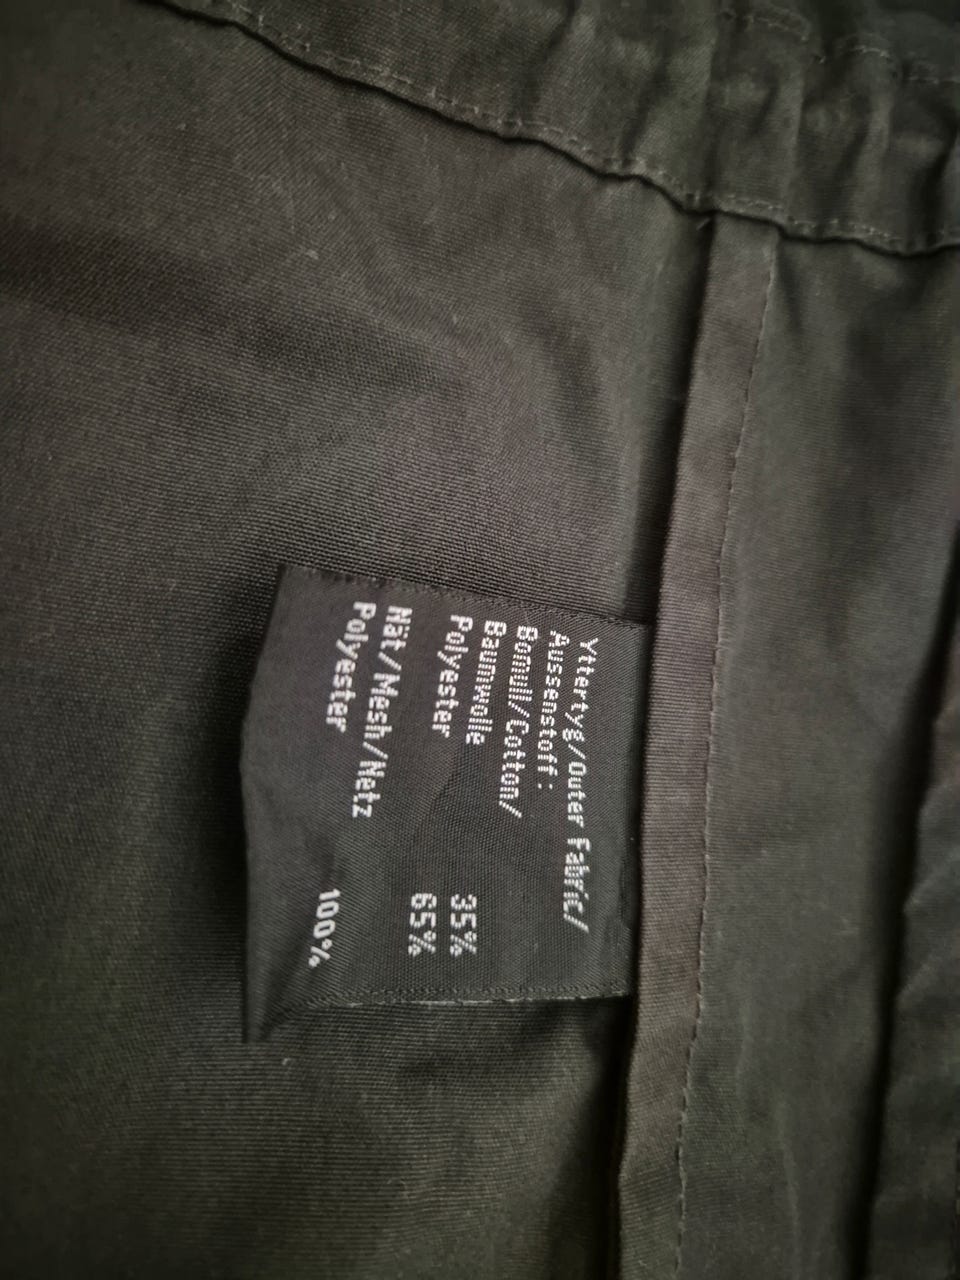 Yttertyg/Outer Fabric/
Aussenstoff:
Bomull/Cotton/
Baumwolle 35%
Polyester 65%
Nät/Mesh/Netz
Polyester 100%